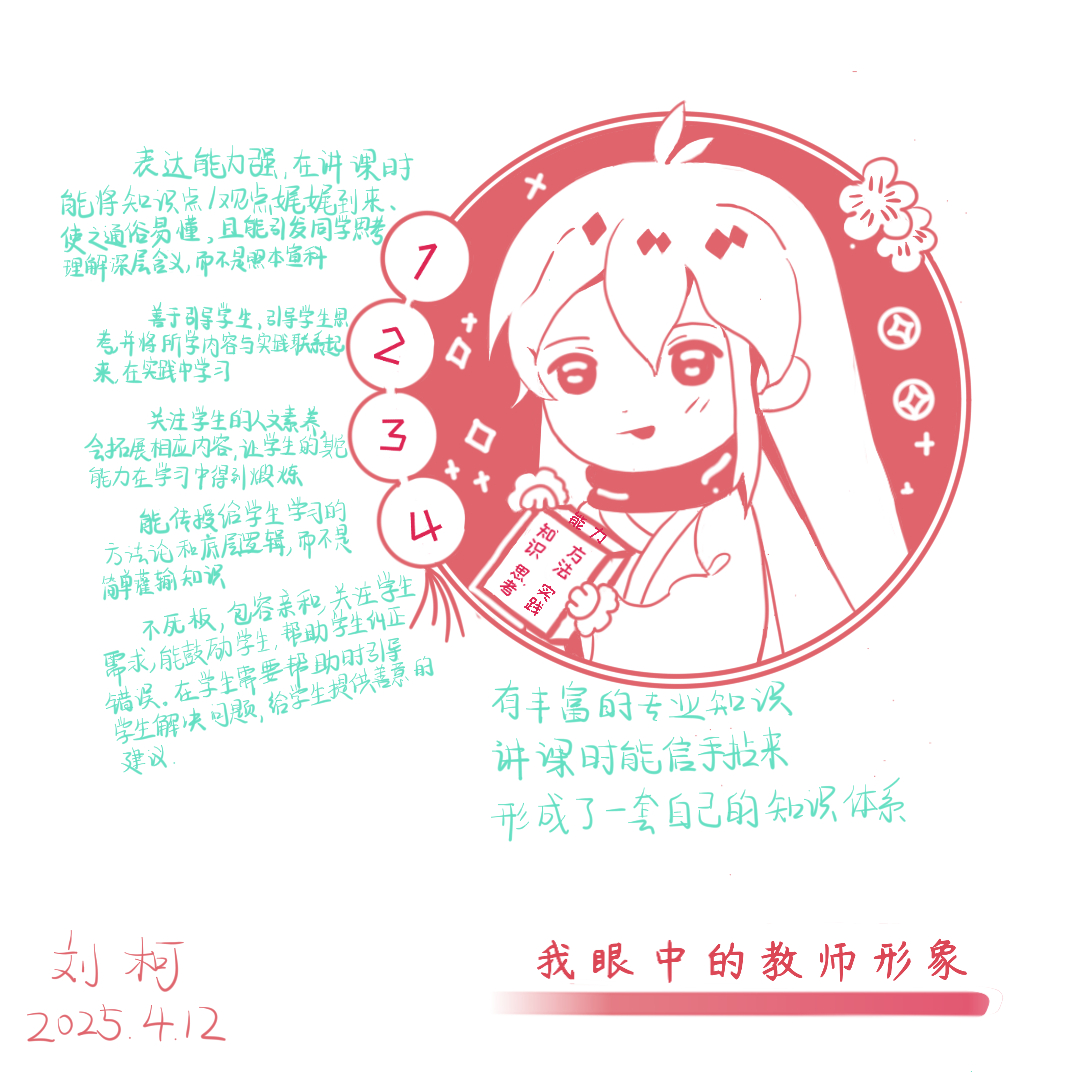 表达能力强,在讲课时
能将知识点/观点娓娓到来、
使之通俗易懂,且能引发同学思考
理解深层含义,而不是照本宣科
1
善于引导学生,引导学生思
考并将所学内容与实践联系起
来,在实践中学习
2
关注学生的人文素养,
会拓展相应内容,让学生的其它
能力在学习中得到锻炼
3
能传授给学生学习的
方法论和底层逻辑,而不是
简单灌输知识
4
不死板,包容亲和,关注学生
需求,能鼓励学生,帮助学生纠正
错误。在学生需要帮助时引导
学生解决问题,给学生提供善意的
建议.
能力
知识
方法
思考
实践
有丰富的专业知识
讲课时能信手拈来
形成了一套自己的知识体系
刘柯
2025.4.12
我眼中的教师形象